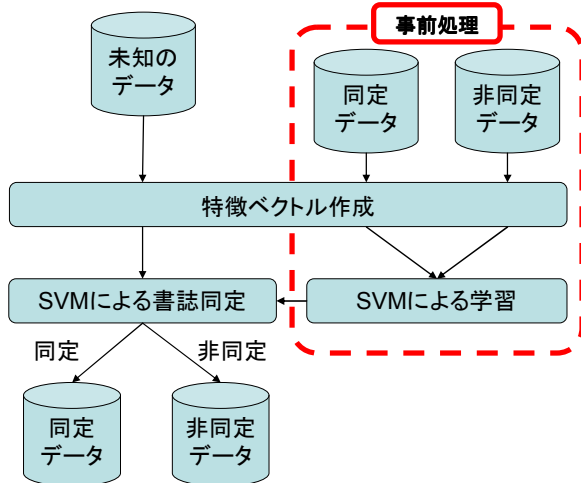 事前処理
未知の
データ
同定
データ
非同定
データ
特徴ベクトル作成
SVMによる書誌同定
SVMによる学習
同定
非同定
同定
データ
非同定
データ